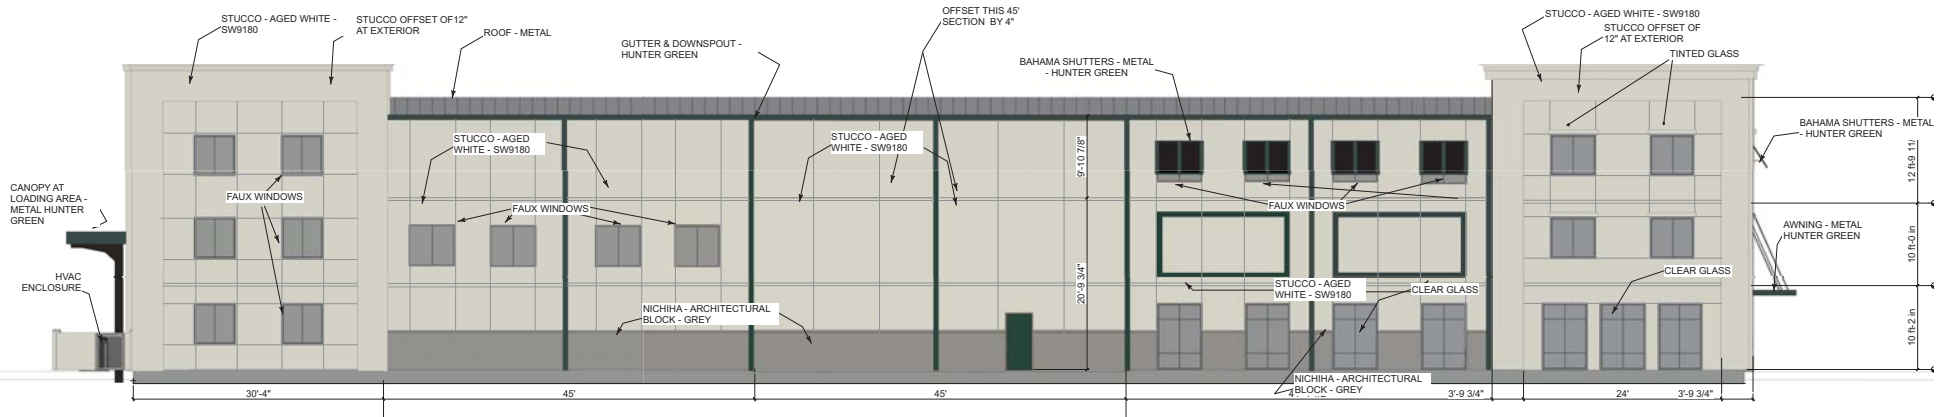 STUCCO - AGED WHITE -
SW9180
STUCCO OFFSET OF12"
AT EXTERIOR
ROOF - METAL
GUTTER & DOWNSPOUT -
HUNTER GREEN
OFFSET THIS 45'
SECTION BY 4"
BAHAMA SHUTTERS - METAL
- HUNTER GREEN
STUCCO - AGED WHITE - SW9180
STUCCO OFFSET OF
12" AT EXTERIOR
TINTED GLASS
BAHAMA SHUTTERS - METAL
- HUNTER GREEN
STUCCO - AGED
WHITE - SW9180
STUCCO - AGED
WHITE - SW9180
9'-10 7/8"
12 ft-9 11/
CANOPY AT
LOADING AREA -
METAL HUNTER
GREEN
FAUX WINDOWS
FAUX WINDOWS
FAUX WINDOWS
AWNING - METAL
HUNTER GREEN
10 ft-0 in
HVAC
ENCLOSURE
20'-9 3/4"
STUCCO - AGED
WHITE - SW9180
CLEAR GLASS
CLEAR GLASS
NICHIHA - ARCHITECTURAL
BLOCK - GREY
10 ft-2 in
NICHIHA - ARCHITECTURAL
BLOCK - GREY
30'-4"
45'
45'
3'-9 3/4"
24'
3'-9 3/4"